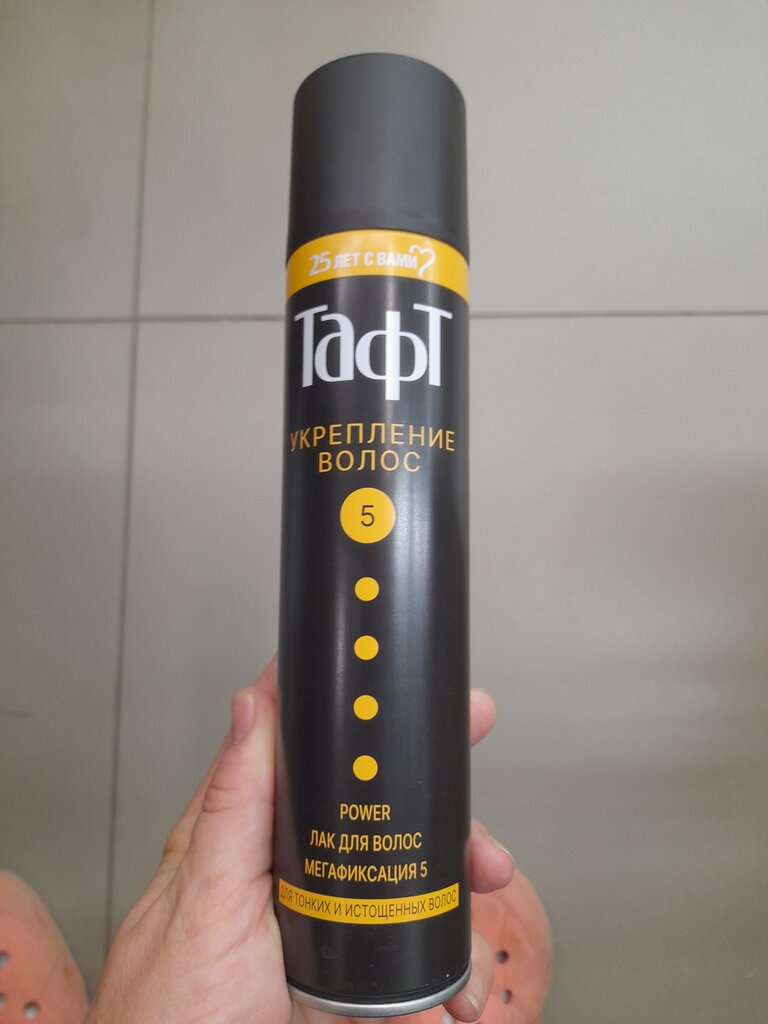 25 ЛЕТ С ВАМИ
Тафт
УКРЕПЛЕНИЕ
ВОЛОС
5
POWER
ЛАК ДЛЯ ВОЛОС
МЕГАФИКСАЦИЯ 5
ДЛЯ ТОНКИХ И ИСТОЩЕННЫХ ВОЛОС